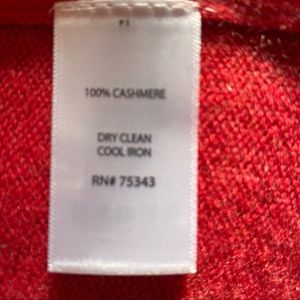 100% CASHMERE
DRY CLEAN
COOL IRON
RN# 75343